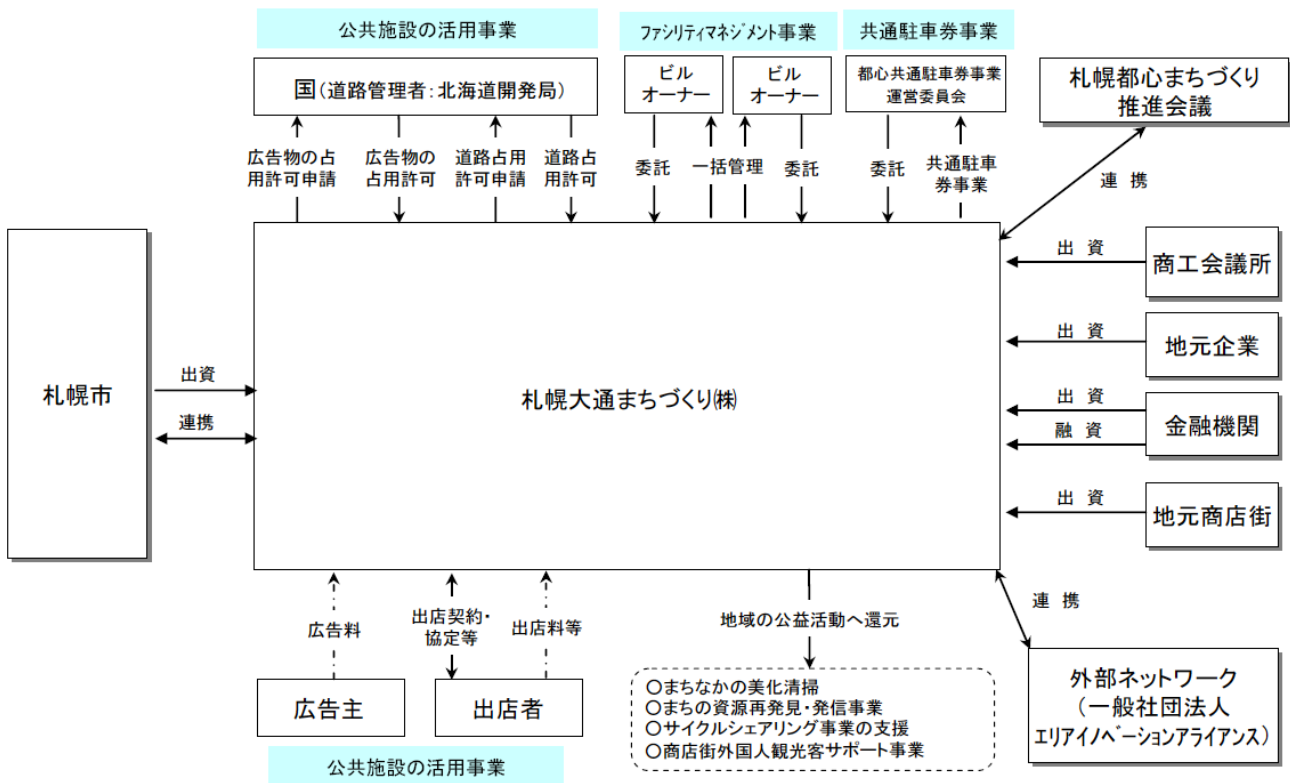 公共施設の活用事業
ファシリティマネジメント事業
共通駐車券事業
国(道路管理者:北海道開発局)
ビル
オーナー
ビル
オーナー
都心共通駐車券事業
運営委員会
札幌都心まちづくり
推進会議
広告物の占
用許可申請
広告物の
占用許可
道路占用
許可申請
道路占
用許可
委託
一括管理
委託
委託
共通駐車
券事業
連 携
札幌市
出資
連携
札幌大通まちづくり㈱
出 資
商工会議所
出 資
地元企業
出 資
融 資
金融機関
出 資
地元商店街
広告料
出店契約・
協定等
出店料等
地域の公益活動へ還元
連 携
広告主
出店者
公共施設の活用事業
○まちなかの美化清掃
○まちの資源再発見・発信事業
○サイクルシェアリング事業の支援
○商店街外国人観光客サポート事業
外部ネットワーク
(一般社団法人
エリアイノベーションアライアンス)